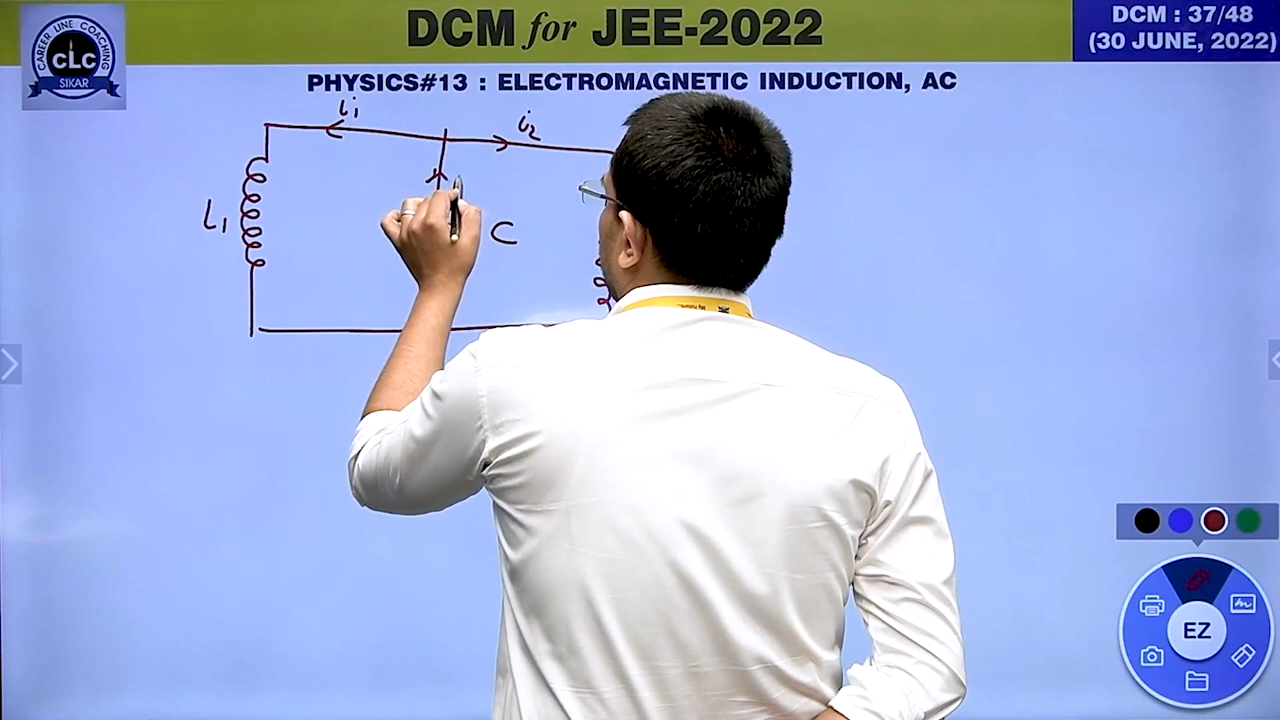 DCM for JEE-2022
DCM : 37/48
(30 JUNE, 2022)
CAREER LINE COACHING
CLC
SIKAR
PHYSICS#13 : ELECTROMAGNETIC INDUCTION, AC
i₁
i₂
L₁
C
EZ